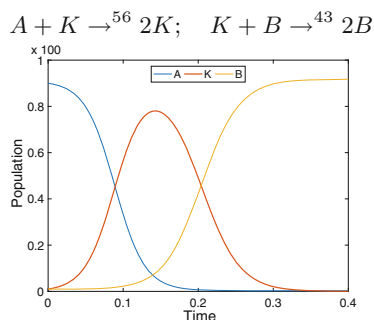 A + K →⁵⁶ 2K; K + B →⁴³ 2B
x 100
A K B
1
0.8
0.6
0.4
0.2
0
Population
0 0.1 0.2 0.3 0.4
Time